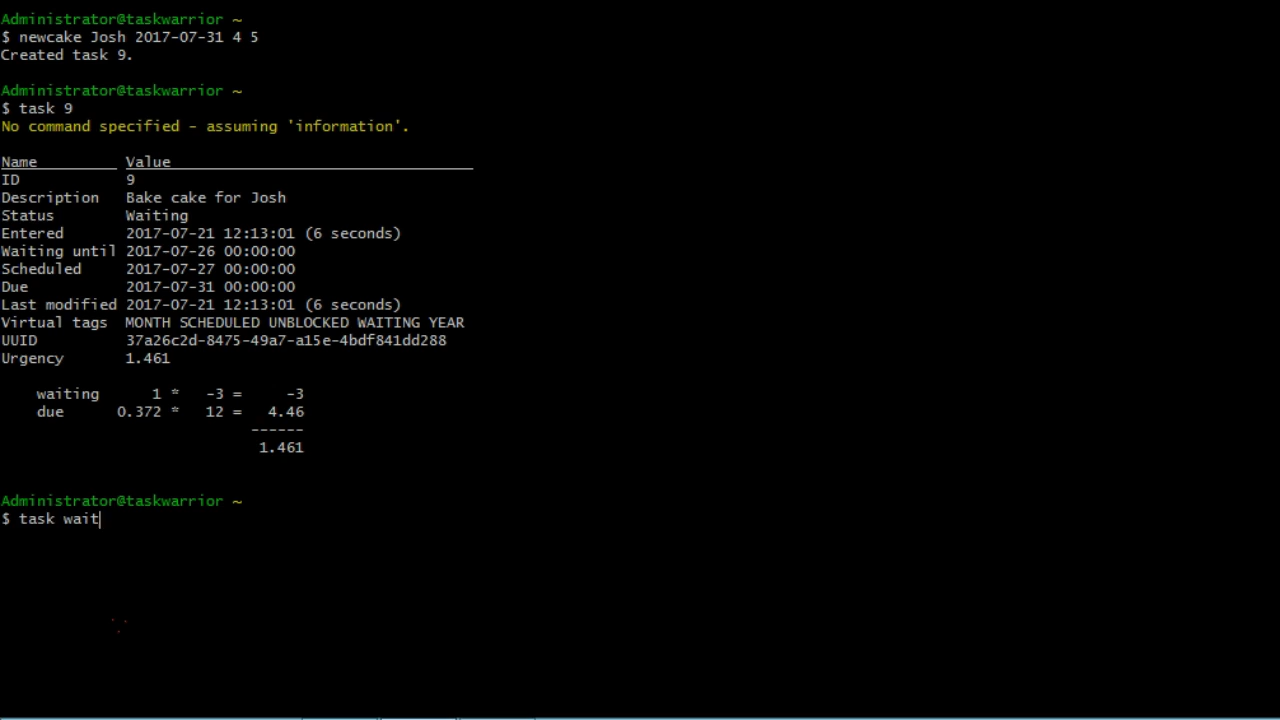 Administrator@taskwarrior ~
$ newcake Josh 2017-07-31 4 5
Created task 9.
Administrator@taskwarrior ~
$ task 9
No command specified - assuming 'information'.
Name Value
ID 9
Description Bake cake for Josh
Status Waiting
Entered 2017-07-21 12:13:01 (6 seconds)
Waiting until 2017-07-26 00:00:00
Scheduled 2017-07-27 00:00:00
Due 2017-07-31 00:00:00
Last modified 2017-07-21 12:13:01 (6 seconds)
Virtual tags MONTH SCHEDULED UNBLOCKED WAITING YEAR
UUID 37a26c2d-8475-49a7-a15e-4bdf841dd288
Urgency 1.461
waiting 1 * -3 = -3
due 0.372 * 12 = 4.46
------
1.461
Administrator@taskwarrior ~
$ task wait